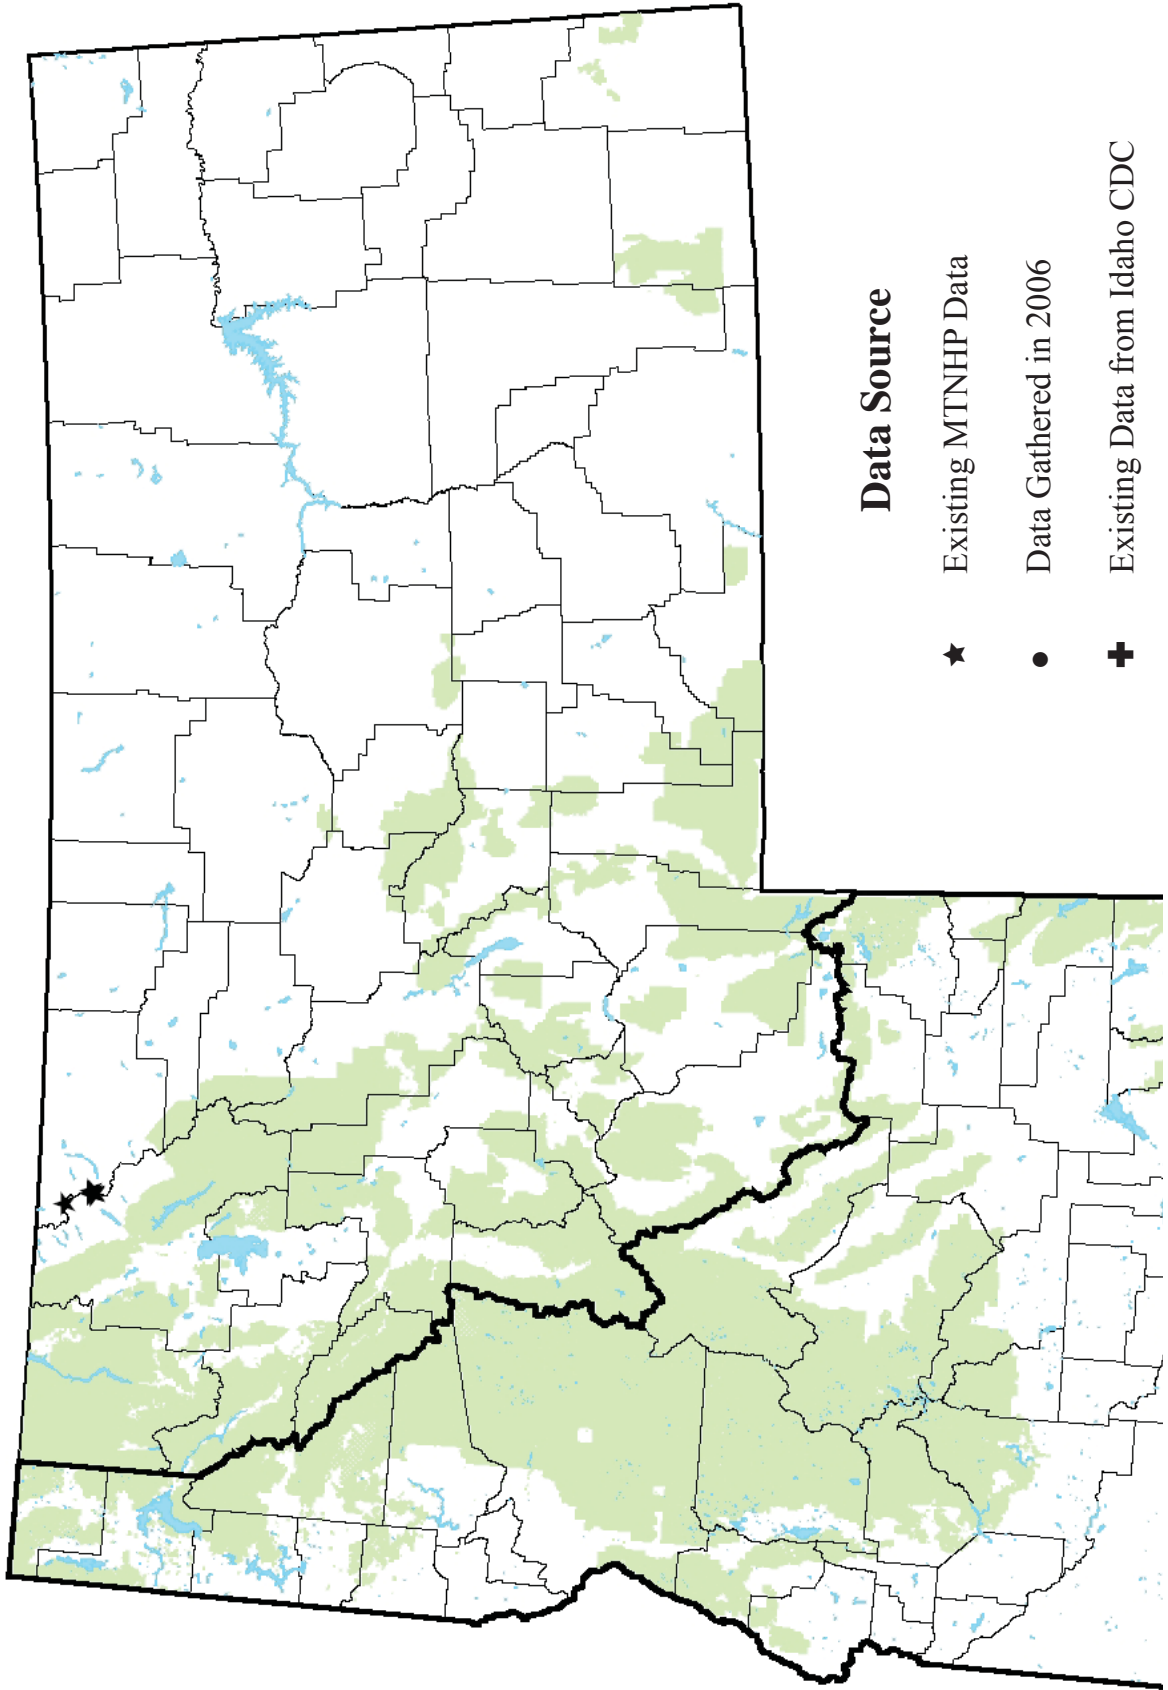 Data Source
Existing MTNHP Data
Data Gathered in 2006
Existing Data from Idaho CDC